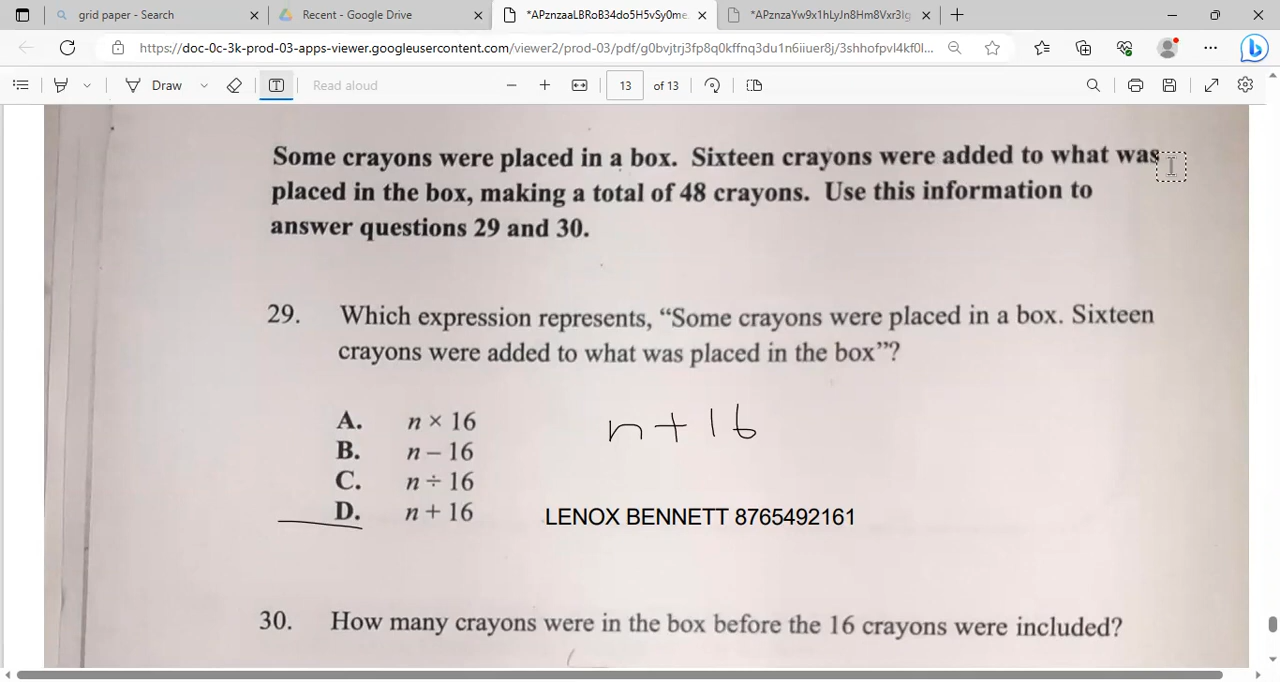 grid paper - Search
Recent - Google Drive
*APznzaaLBRoB34do5H5vSy0me
*APznzaYw9x1hLyJn8Hm8Vxr3Ig
https://doc-0c-3k-prod-03-apps-viewer.googleusercontent.com/viewer2/prod-03/pdf/g0bvjtrj3fp8q0kffnq3du1n6iiuer8j/3shhofpvl4kf0l...
Draw
Read aloud
13 of 13
Some crayons were placed in a box. Sixteen crayons were added to what was
placed in the box, making a total of 48 crayons. Use this information to
answer questions 29 and 30.
29. Which expression represents, “Some crayons were placed in a box. Sixteen
crayons were added to what was placed in the box”?
A. n × 16
n + 16
B. n – 16
C. n ÷ 16
D. n + 16
LENOX BENNETT 8765492161
30. How many crayons were in the box before the 16 crayons were included?